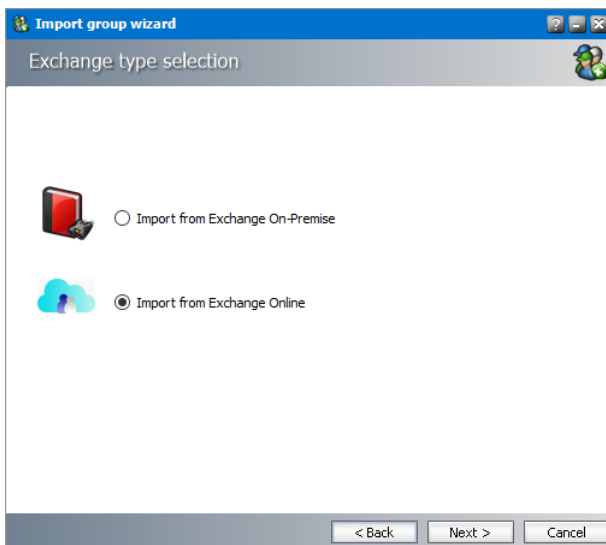 Import group wizard
Exchange type selection
Import from Exchange On-Premise
Import from Exchange Online
< Back Next > Cancel